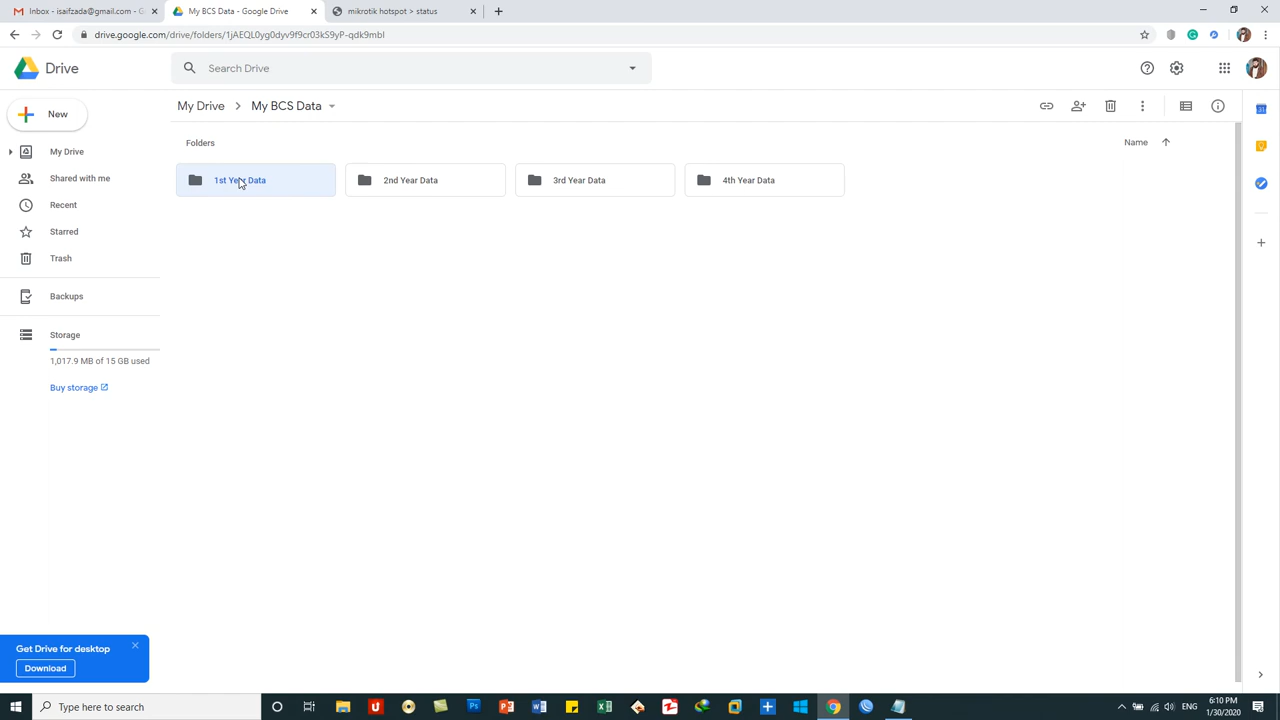 Inbox - isaifzada@gmail.com - G
My BCS Data - Google Drive
mikrotik hotspot > status
drive.google.com/drive/folders/1jAEQL0yg0dyv9f9cr03kS9yP-qdk9mbI
Drive
Search Drive
New
My Drive
My BCS Data
Folders
Name
1st Year Data
2nd Year Data
3rd Year Data
4th Year Data
My Drive
Shared with me
Recent
Starred
Trash
Backups
Storage
1,017.9 MB of 15 GB used
Buy storage
Get Drive for desktop
Download
Type here to search
ENG
6:10 PM
1/30/2020